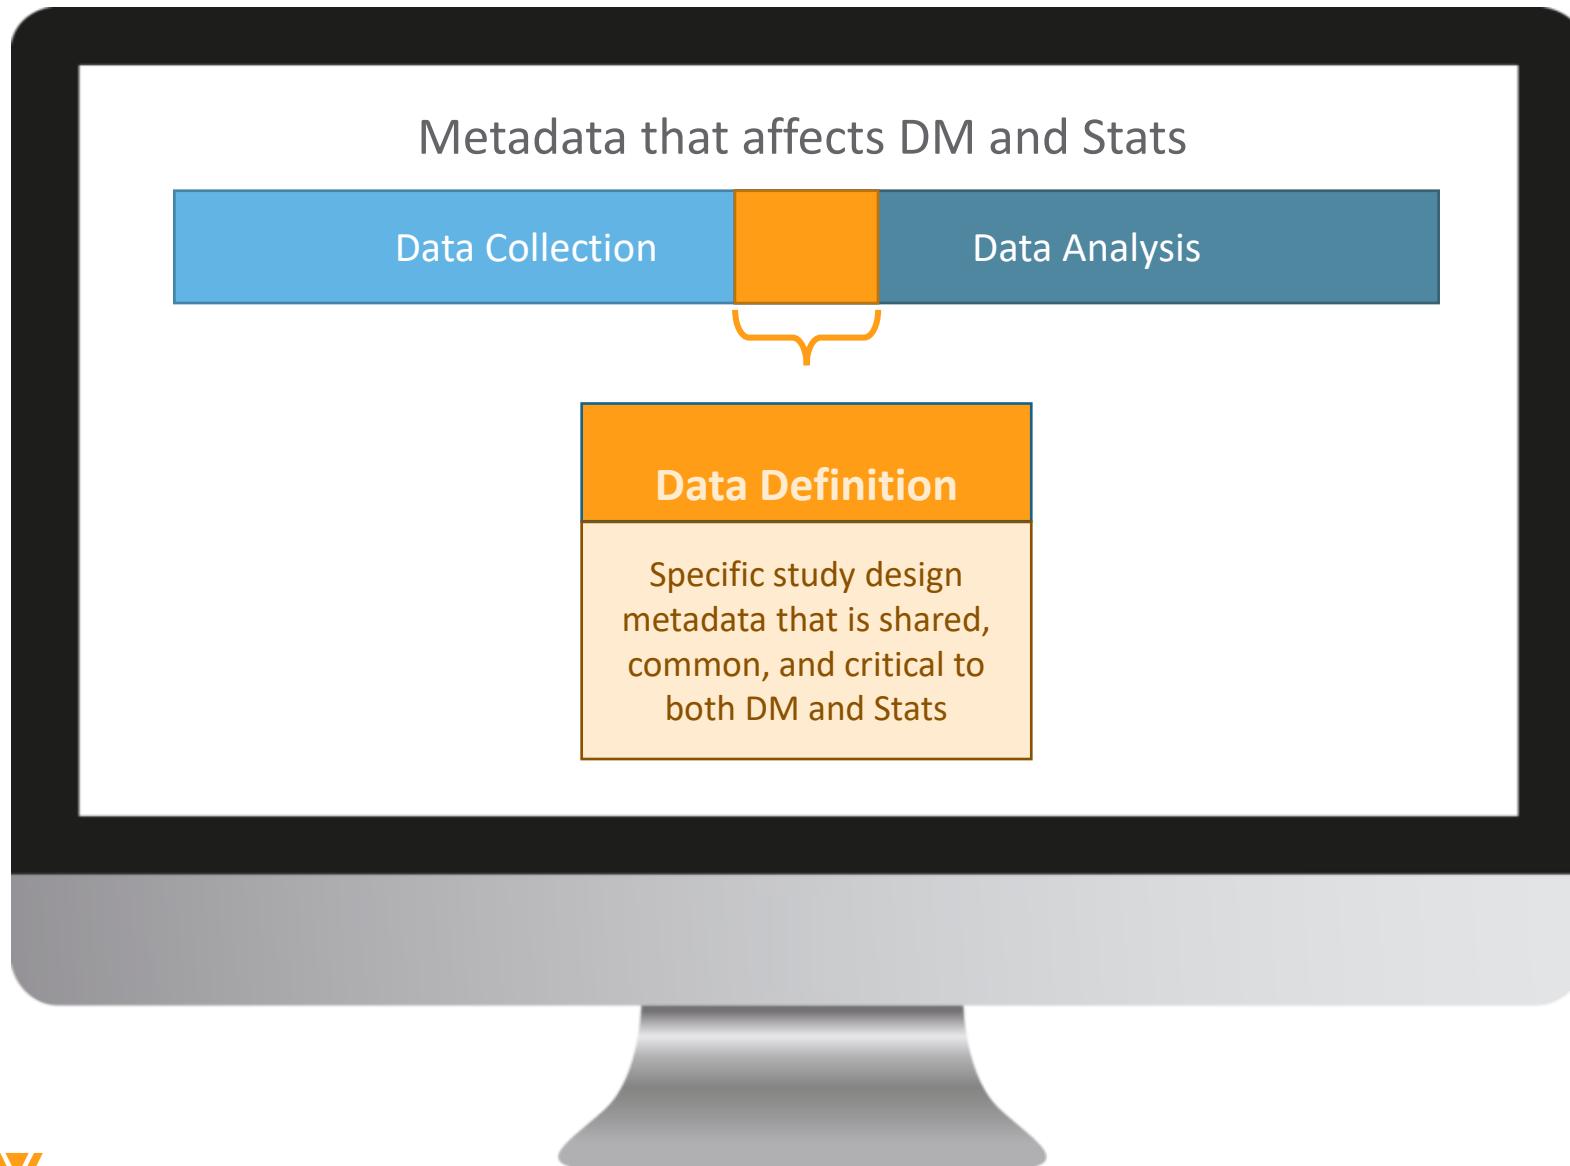 Metadata that affects DM and Stats
Data Collection
Data Analysis
Data Definition
Specific study design
metadata that is shared,
common, and critical to
both DM and Stats